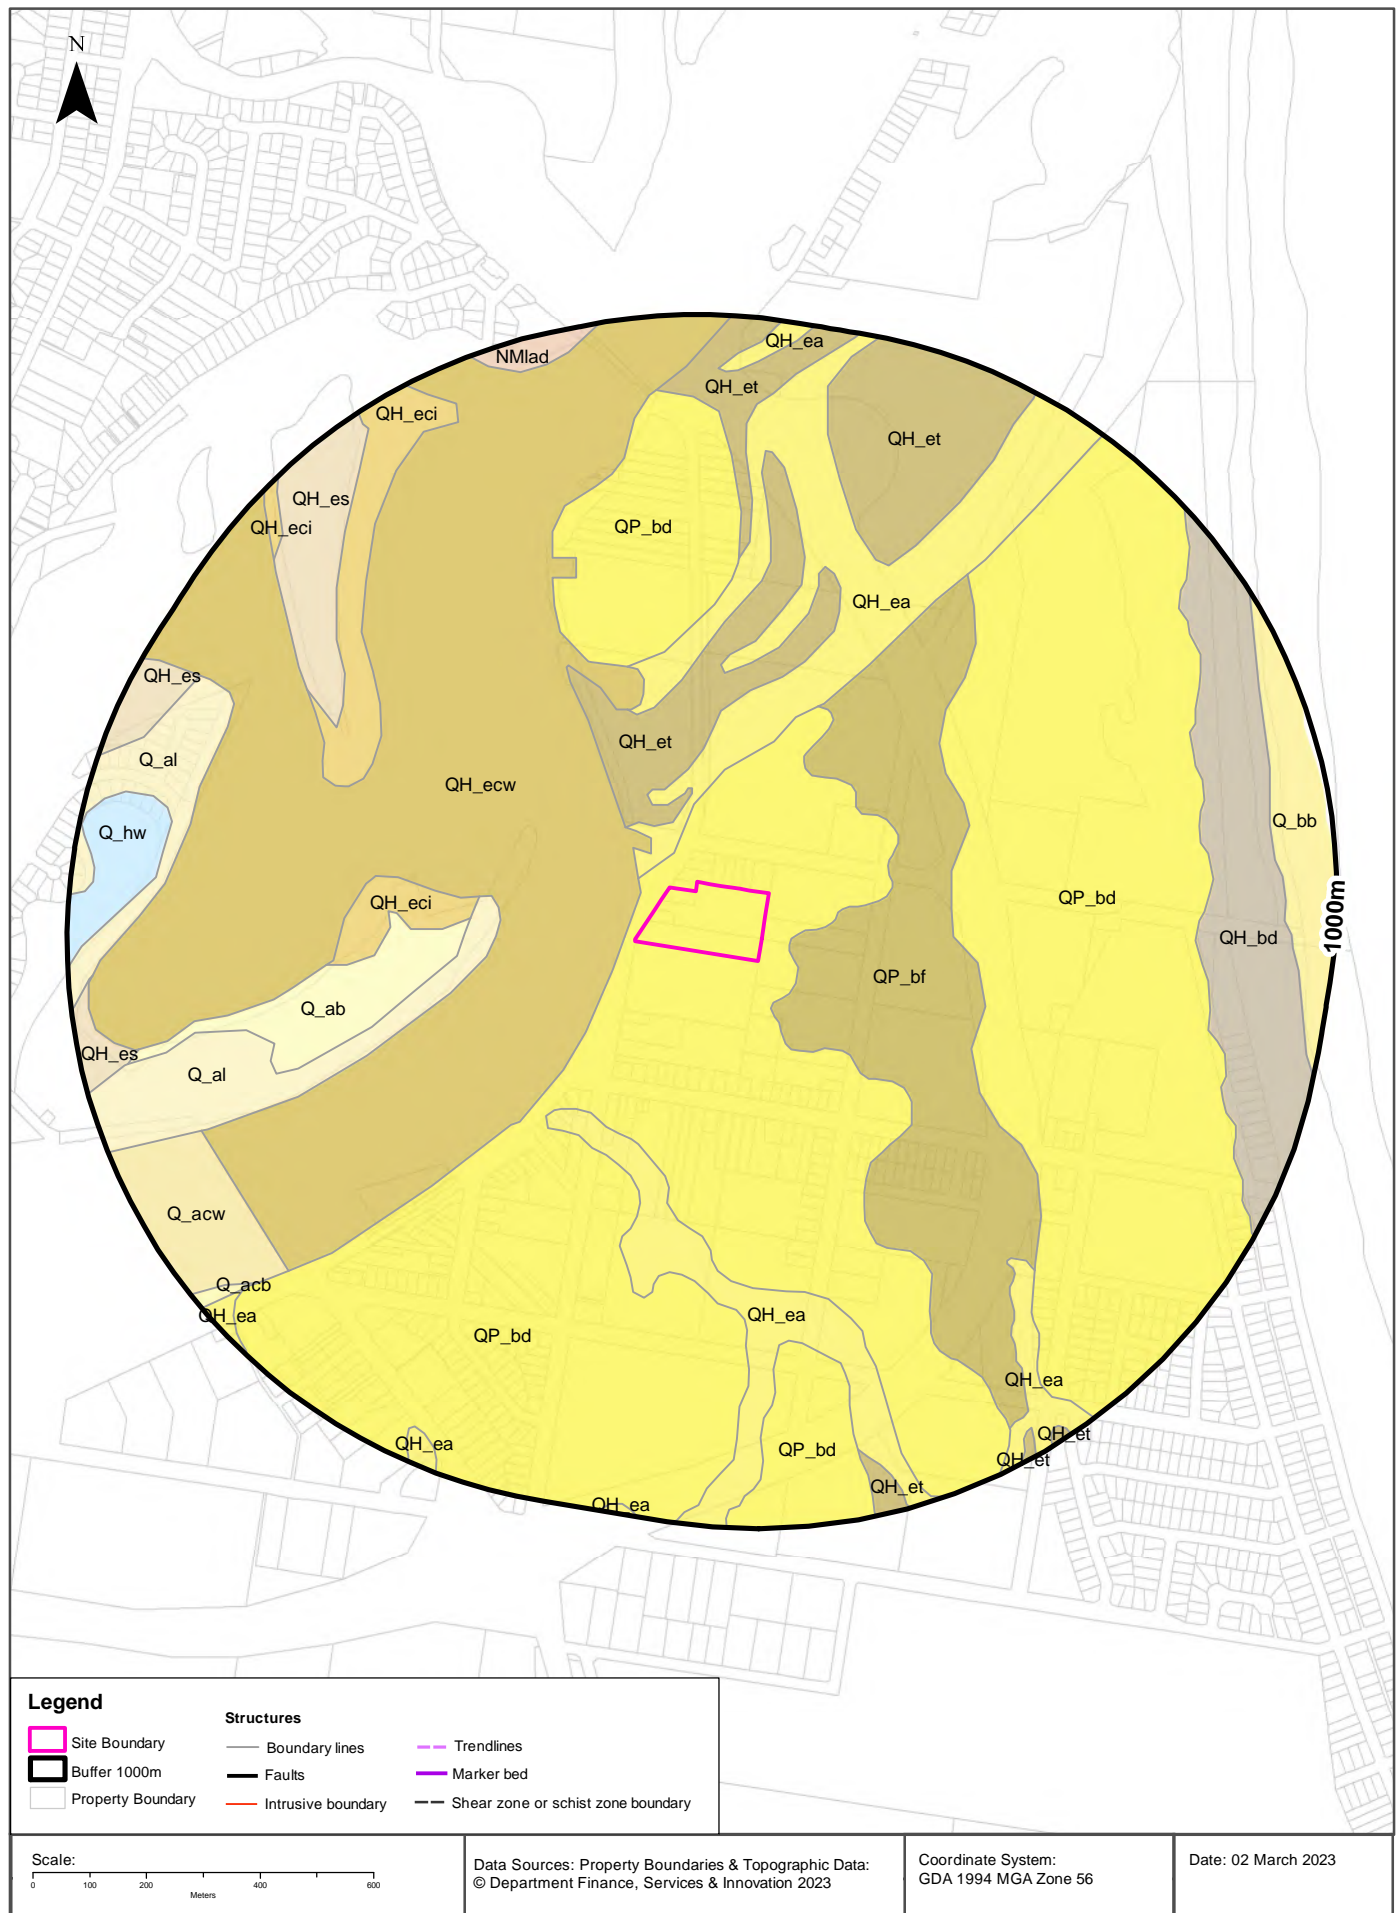 N
QH_ea
NMlad
QH_et
QH_eci
QH_et
QH_es
QH_eci
QP_bd
QH_ea
QH_es
QH_et
Q_al
QH_ecw
Q_hw
Q_bb
QH_eci
QP_bd
1000m
QH_bd
QP_bf
Q_ab
QH_es
Q_al
Q_acw
Q_acb
QH_ea
QH_ea
QP_bd
QH_ea
QH_et
QH_ea
QP_bd
QH_et
QH_et
QH_ea
Legend
Site Boundary
Buffer 1000m
Property Boundary
Structures
Boundary lines
Faults
Intrusive boundary
Trendlines
Marker bed
Shear zone or schist zone boundary
Scale:
0 100 200 400 600
Meters
Data Sources: Property Boundaries & Topographic Data:
© Department Finance, Services & Innovation 2023
Coordinate System:
GDA 1994 MGA Zone 56
Date: 02 March 2023